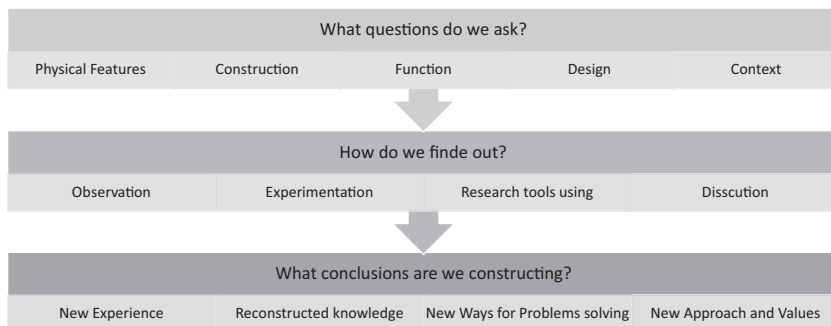 What questions do we ask?
Physical Features Construction Function Design Context
How do we finde out?
Observation Experimentation Research tools using Disscution
What conclusions are we constructing?
New Experience Reconstructed knowledge New Ways for Problems solving New Approach and Values